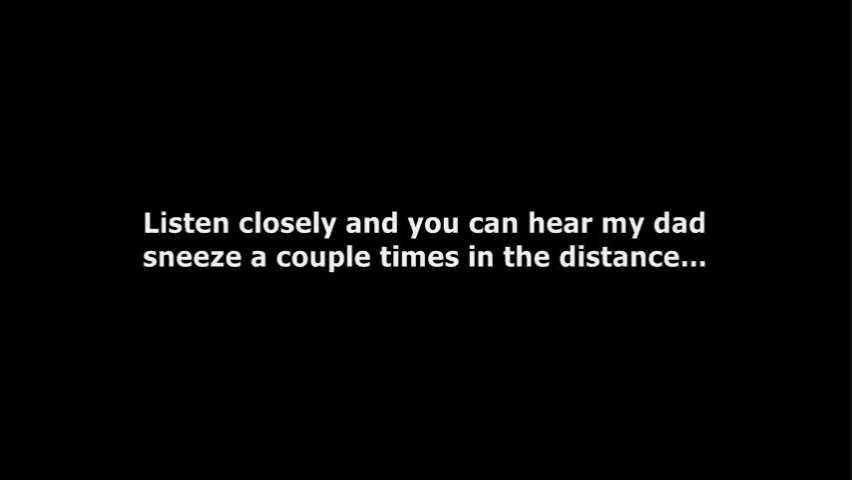 Listen closely and you can hear my dad
sneeze a couple times in the distance...